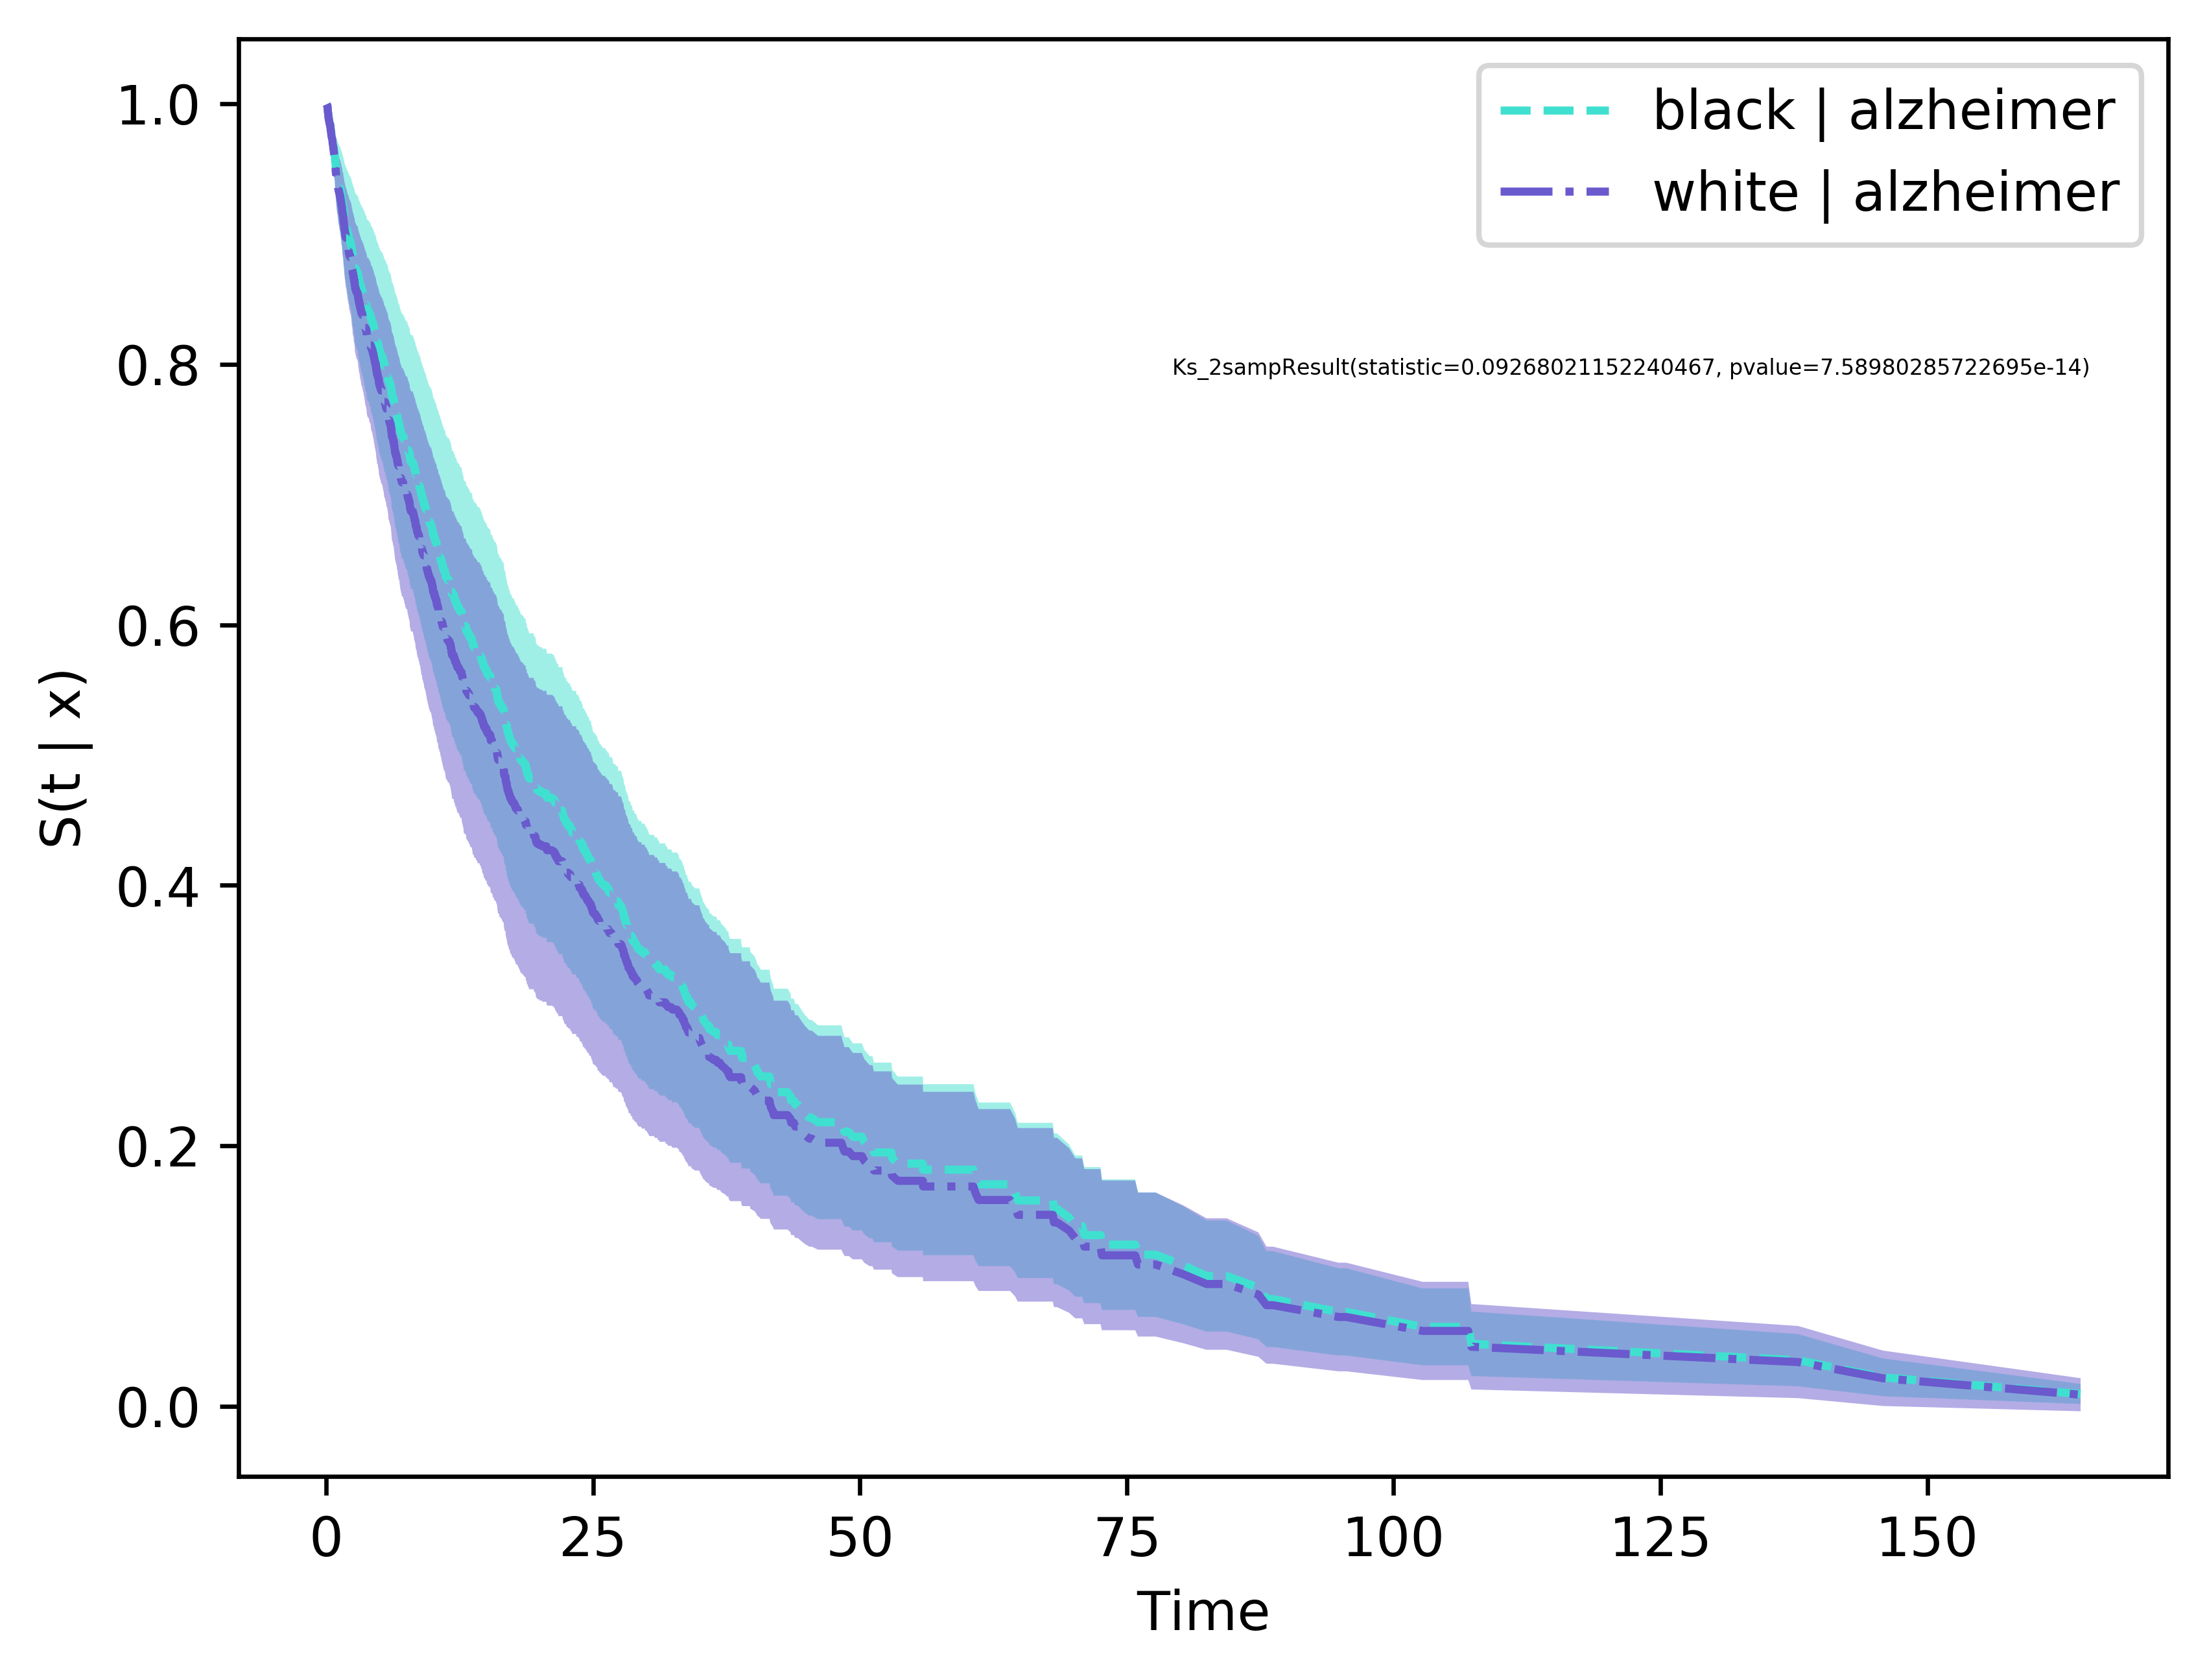 black | alzheimer
white | alzheimer
Ks_2sampResult(statistic=0.09268021152240467, pvalue=7.58980285722695e-14)
1.0
0.8
0.6
0.4
0.2
0.0
S(t | x)
0 25 50 75 100 125 150
Time